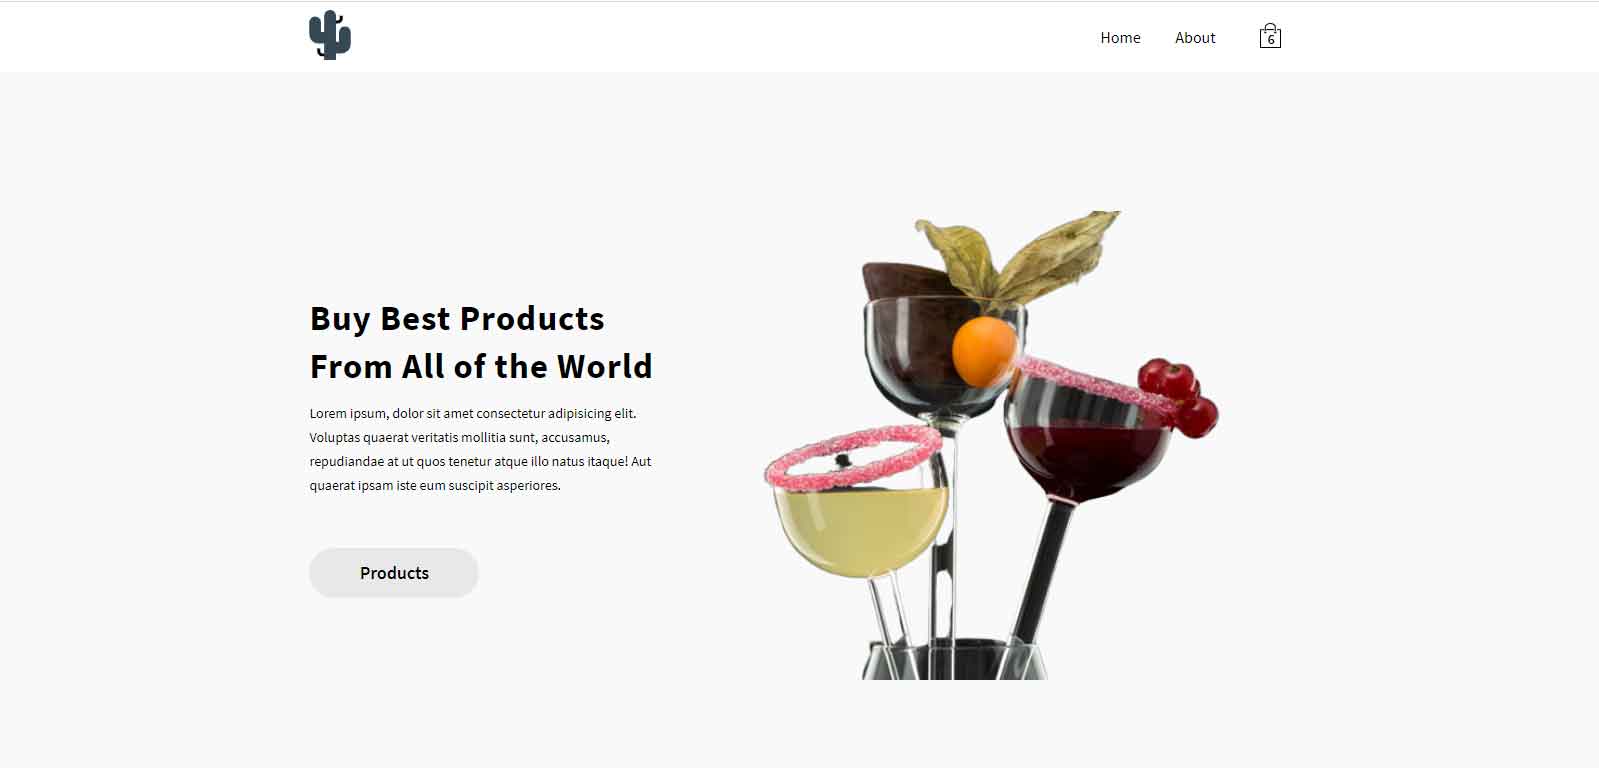 Home About 6
Buy Best Products
From All of the World
Lorem ipsum, dolor sit amet consectetur adipisicing elit.
Voluptas quaerat veritatis mollitia sunt, accusamus,
repudiandae at ut quos tenetur atque illo natus itaque! Aut
quaerat ipsam iste eum suscipit asperiores.
Products